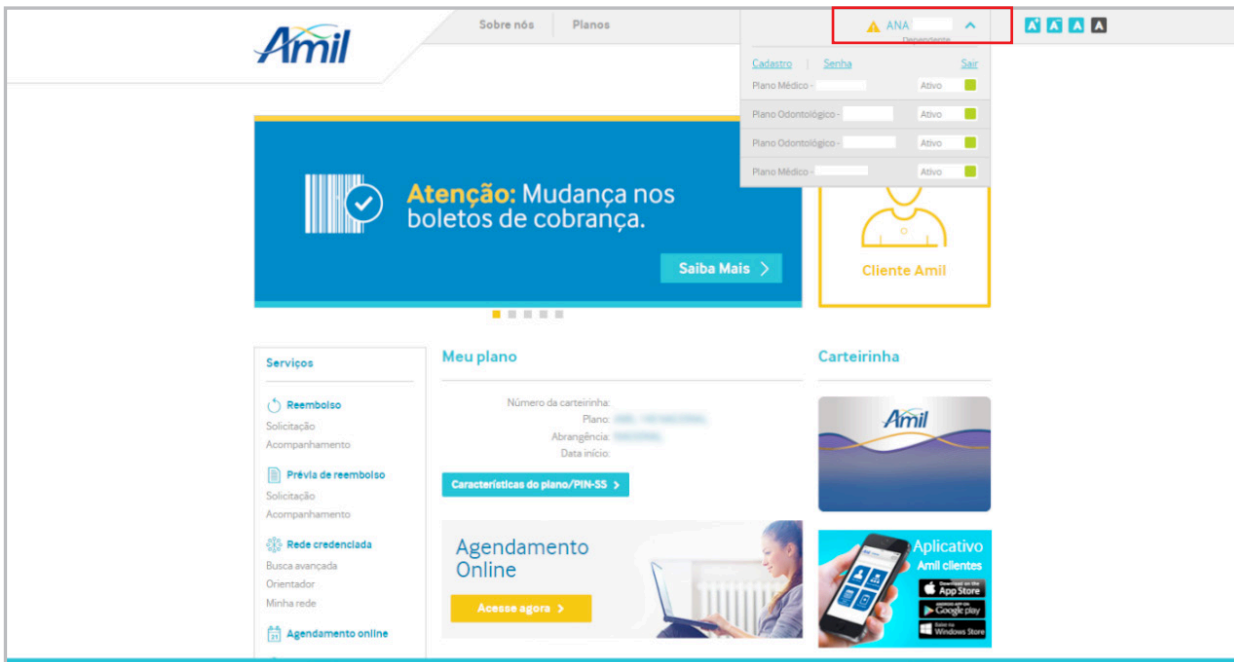 Amil
Sobre nós
Planos
ANA
Dependente
Cadastro | Senha
Sair
Plano Médico -
Ativo
Plano Odontológico -
Ativo
Plano Odontológico -
Ativo
Plano Médico -
Ativo
A A A A
Atenção: Mudança nos
boletos de cobrança.
Saiba Mais >
Cliente Amil
Serviços
Reembolso
Solicitação
Acompanhamento
Prévia de reembolso
Solicitação
Acompanhamento
Rede credenciada
Busca avançada
Orientador
Minha rede
31
Agendamento online
Meu plano
Número da carteirinha:
Plano:
Abrangência:
Data início:
Características do plano/PIN-SS >
Agendamento
Online
Acesse agora >
Carteirinha
Amil
Aplicativo
Amil clientes
Download on the
App Store
Google play
Windows Store